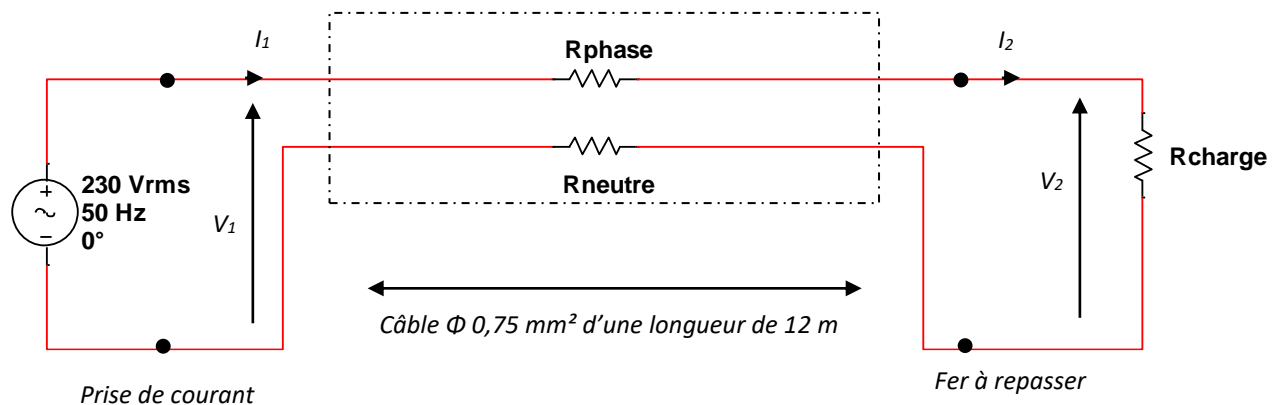 I1
I2
Rphase
Rneutre
Rcharge
230 Vrms
50 Hz
0°
V1
V2
Câble Φ 0,75 mm² d'une longueur de 12 m
Prise de courant
Fer à repasser